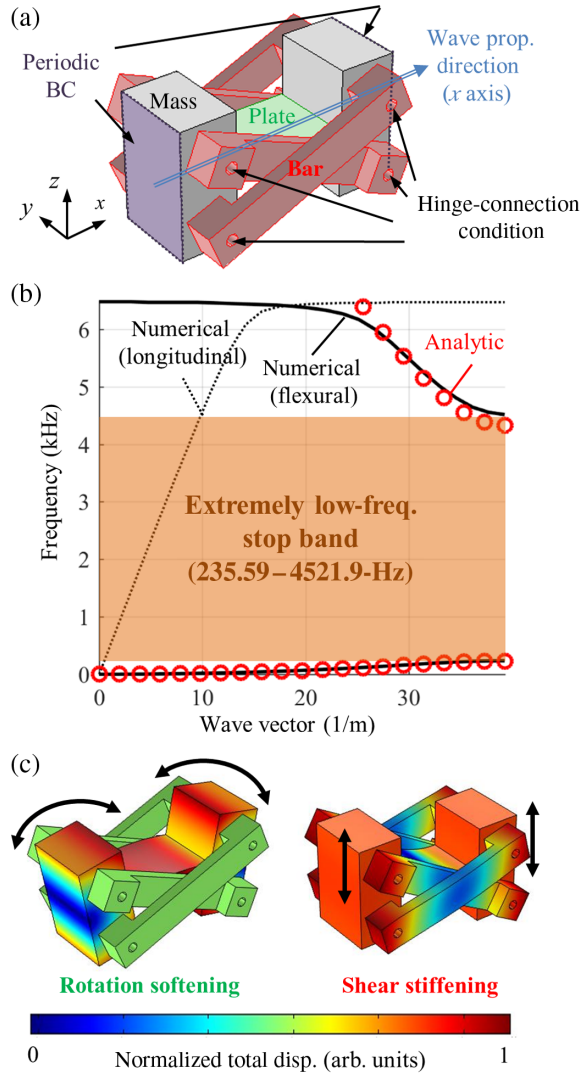 (a)
Periodic
BC
Mass
Plate
Bar
Wave prop.
direction
(x axis)
z
y
x
Hinge-connection
condition
(b)
6
5
4
3
2
1
0
Frequency (kHz)
Numerical
(longitudinal)
Numerical
(flexural)
Analytic
Extremely low-freq.
stop band
(235.59–4521.9-Hz)
0
10
20
30
Wave vector (1/m)
(c)
Rotation softening
Shear stiffening
0
Normalized total disp. (arb. units)
1